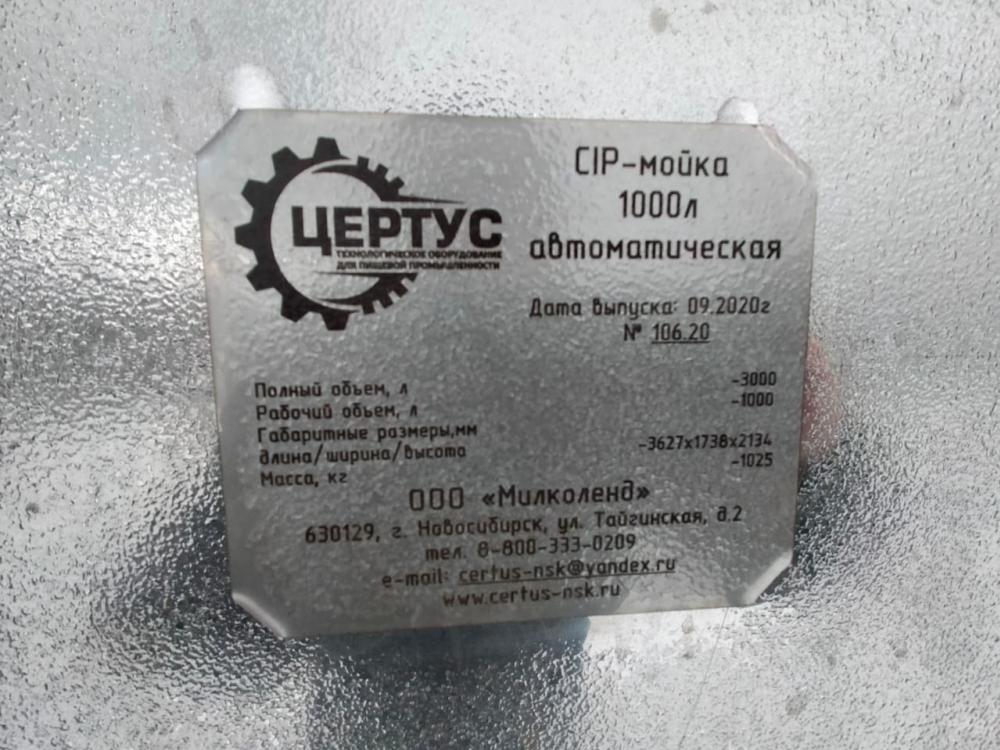 ЦЕРТУС
ТЕХНОЛОГИЧЕСКОЕ ОБОРУДОВАНИЕ
ДЛЯ ПИЩЕВОЙ ПРОМЫШЛЕННОСТИ
CIP-мойка
1000л
автоматическая
Дата выпуска: 09.2020г
№ 106.20
Полный объем, л -3000
Рабочий объем, л -1000
Габаритные размеры,мм
длина/ширина/высота -3627х1738х2134
Масса, кг -1025
ООО «Милколенд»
630129, г. Новосибирск, ул. Тайгинская, д.2
тел. 8-800-333-0209
e-mail: certus-nsk@yandex.ru
www.certus-nsk.ru